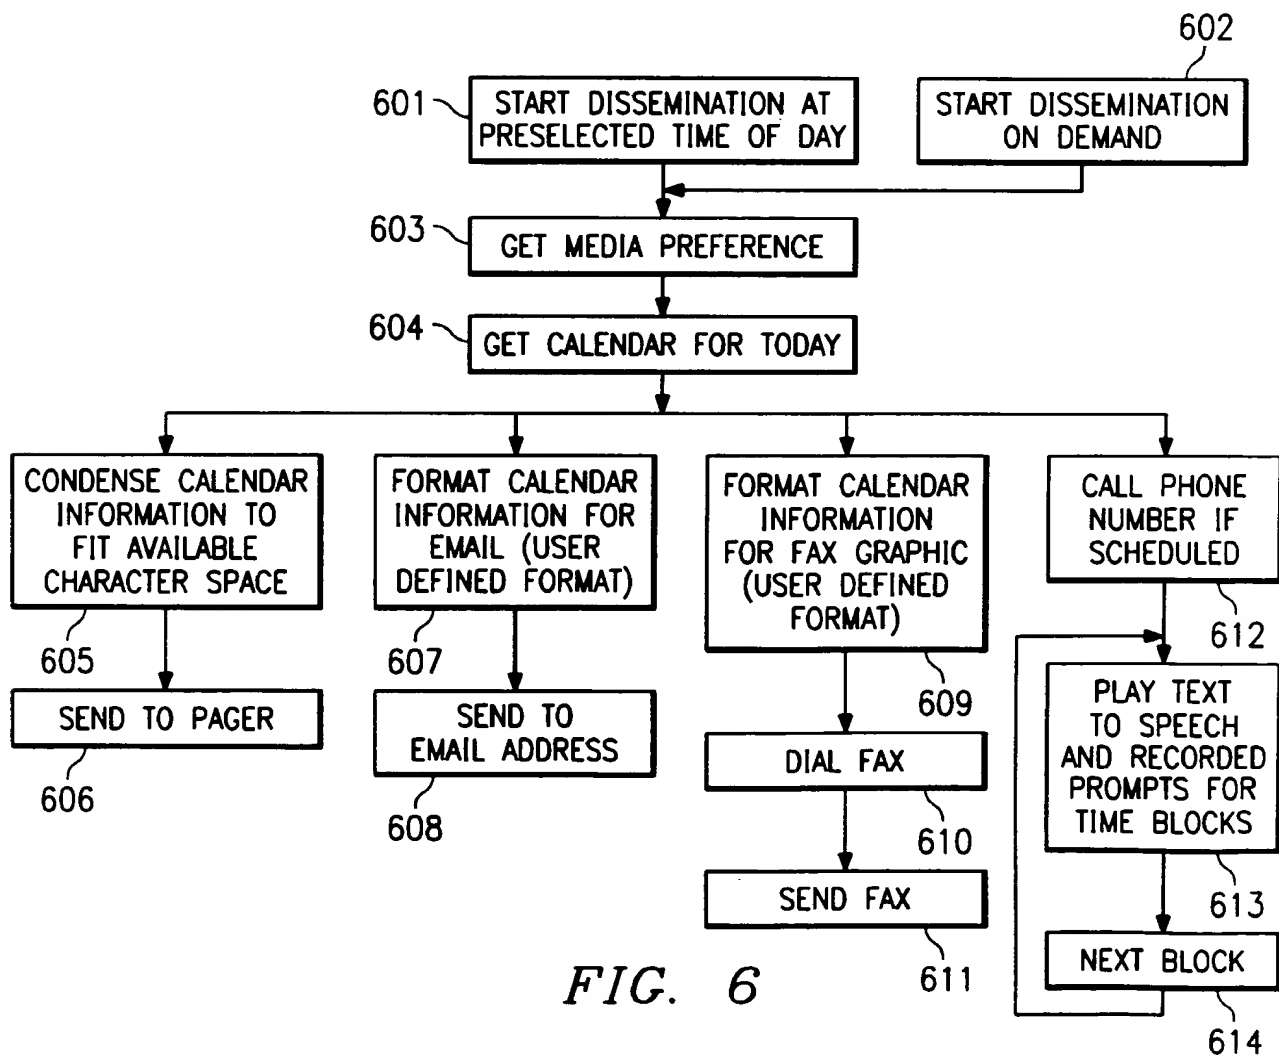 602
601
START DISSEMINATION AT
PRESELECTED TIME OF DAY
START DISSEMINATION
ON DEMAND
603
GET MEDIA PREFERENCE
604
GET CALENDAR FOR TODAY
CONDENSE CALENDAR
INFORMATION TO
FIT AVAILABLE
CHARACTER SPACE
605
SEND TO PAGER
606
FORMAT CALENDAR
INFORMATION FOR
EMAIL (USER
DEFINED FORMAT)
607
SEND TO
EMAIL ADDRESS
608
FORMAT CALENDAR
INFORMATION
FOR FAX GRAPHIC
(USER DEFINED
FORMAT)
609
DIAL FAX
610
SEND FAX
611
CALL PHONE
NUMBER IF
SCHEDULED
612
PLAY TEXT
TO SPEECH
AND RECORDED
PROMPTS FOR
TIME BLOCKS
613
NEXT BLOCK
614
FIG. 6